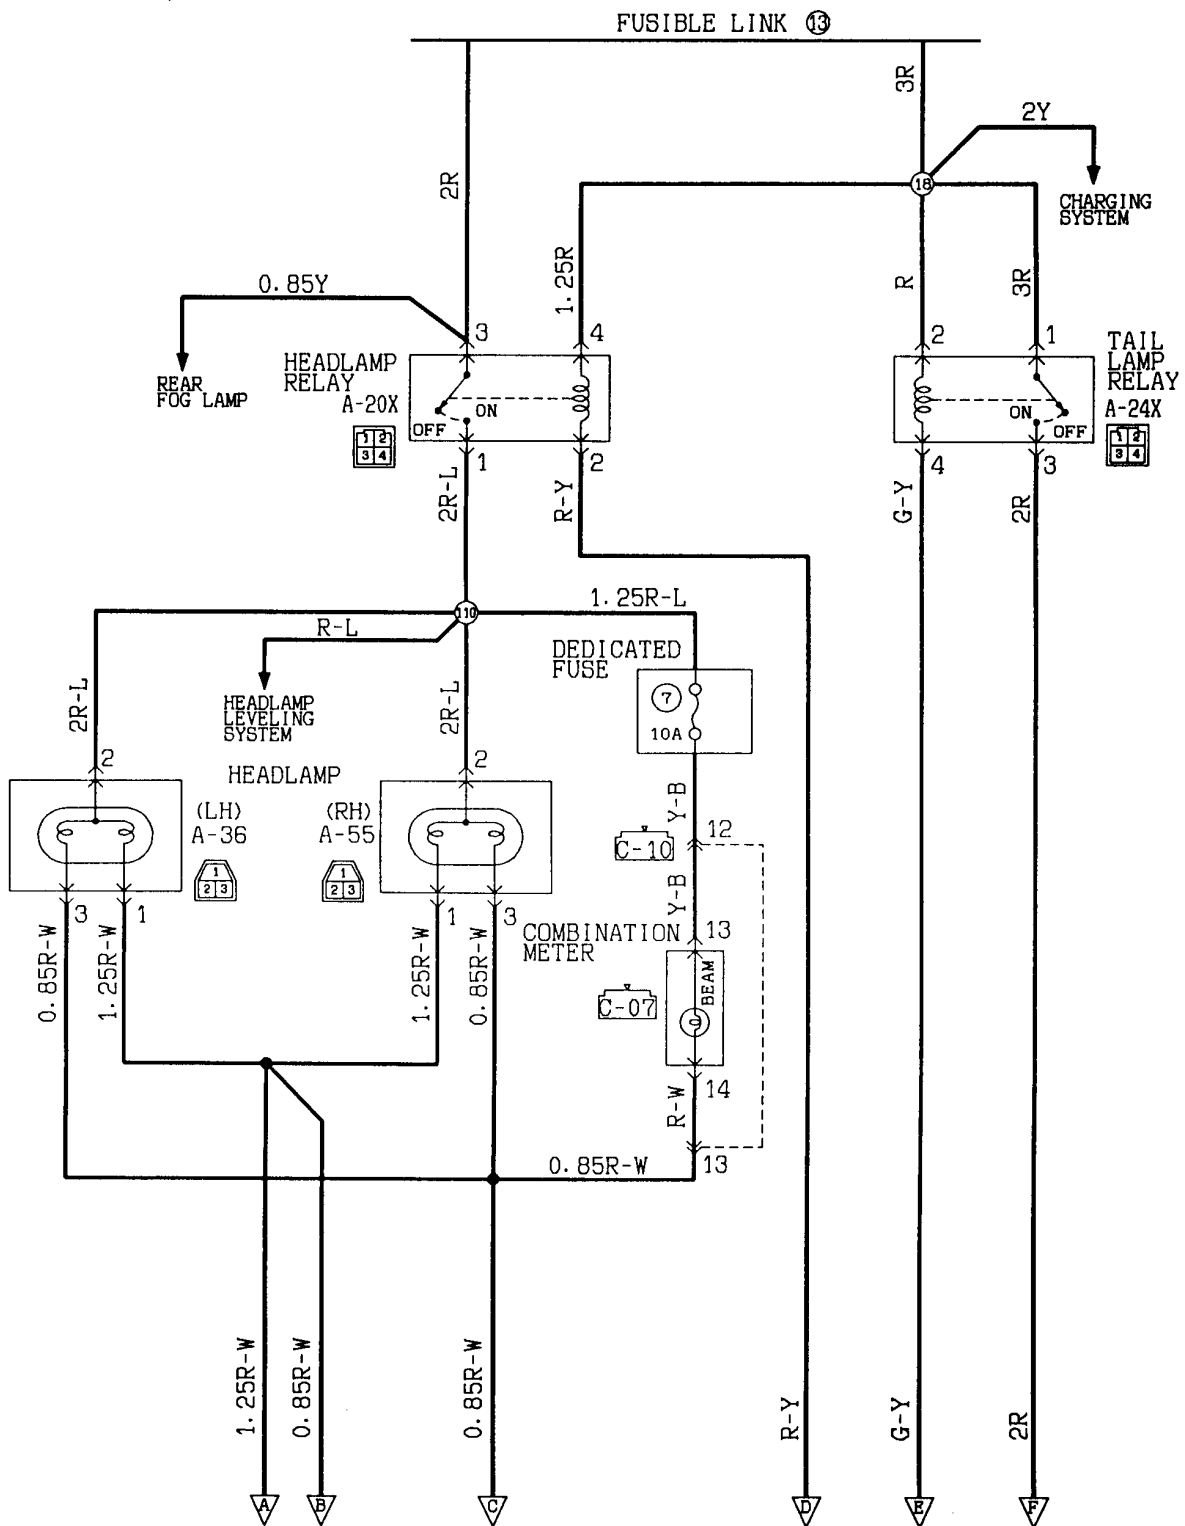 FUSIBLE LINK ⑬
3R
2Y
2R
18
CHARGING
SYSTEM
1.25R
R
3R
0.85Y
3
4
2
1
HEADLAMP
RELAY
A-20X
TAIL
LAMP
RELAY
A-24X
REAR
FOG LAMP
ON
OFF
ON
OFF
1 2
3 4
1 2
3 4
1
2
4
3
2R-L
R-Y
G-Y
2R
110
1.25R-L
R-L
DEDICATED
FUSE
2R-L
2R-L
HEADLAMP
LEVELING
SYSTEM
7
10A
2
2
HEADLAMP
(LH)
A-36
(RH)
A-55
Y-B
12
C-10
1
2 3
1
2 3
Y-B
3
1
1
3
COMBINATION
METER
13
0.85R-W
1.25R-W
1.25R-W
0.85R-W
BEAM
C-07
14
R-W
13
0.85R-W
1.25R-W
0.85R-W
0.85R-W
R-Y
G-Y
2R
A
B
C
D
E
F